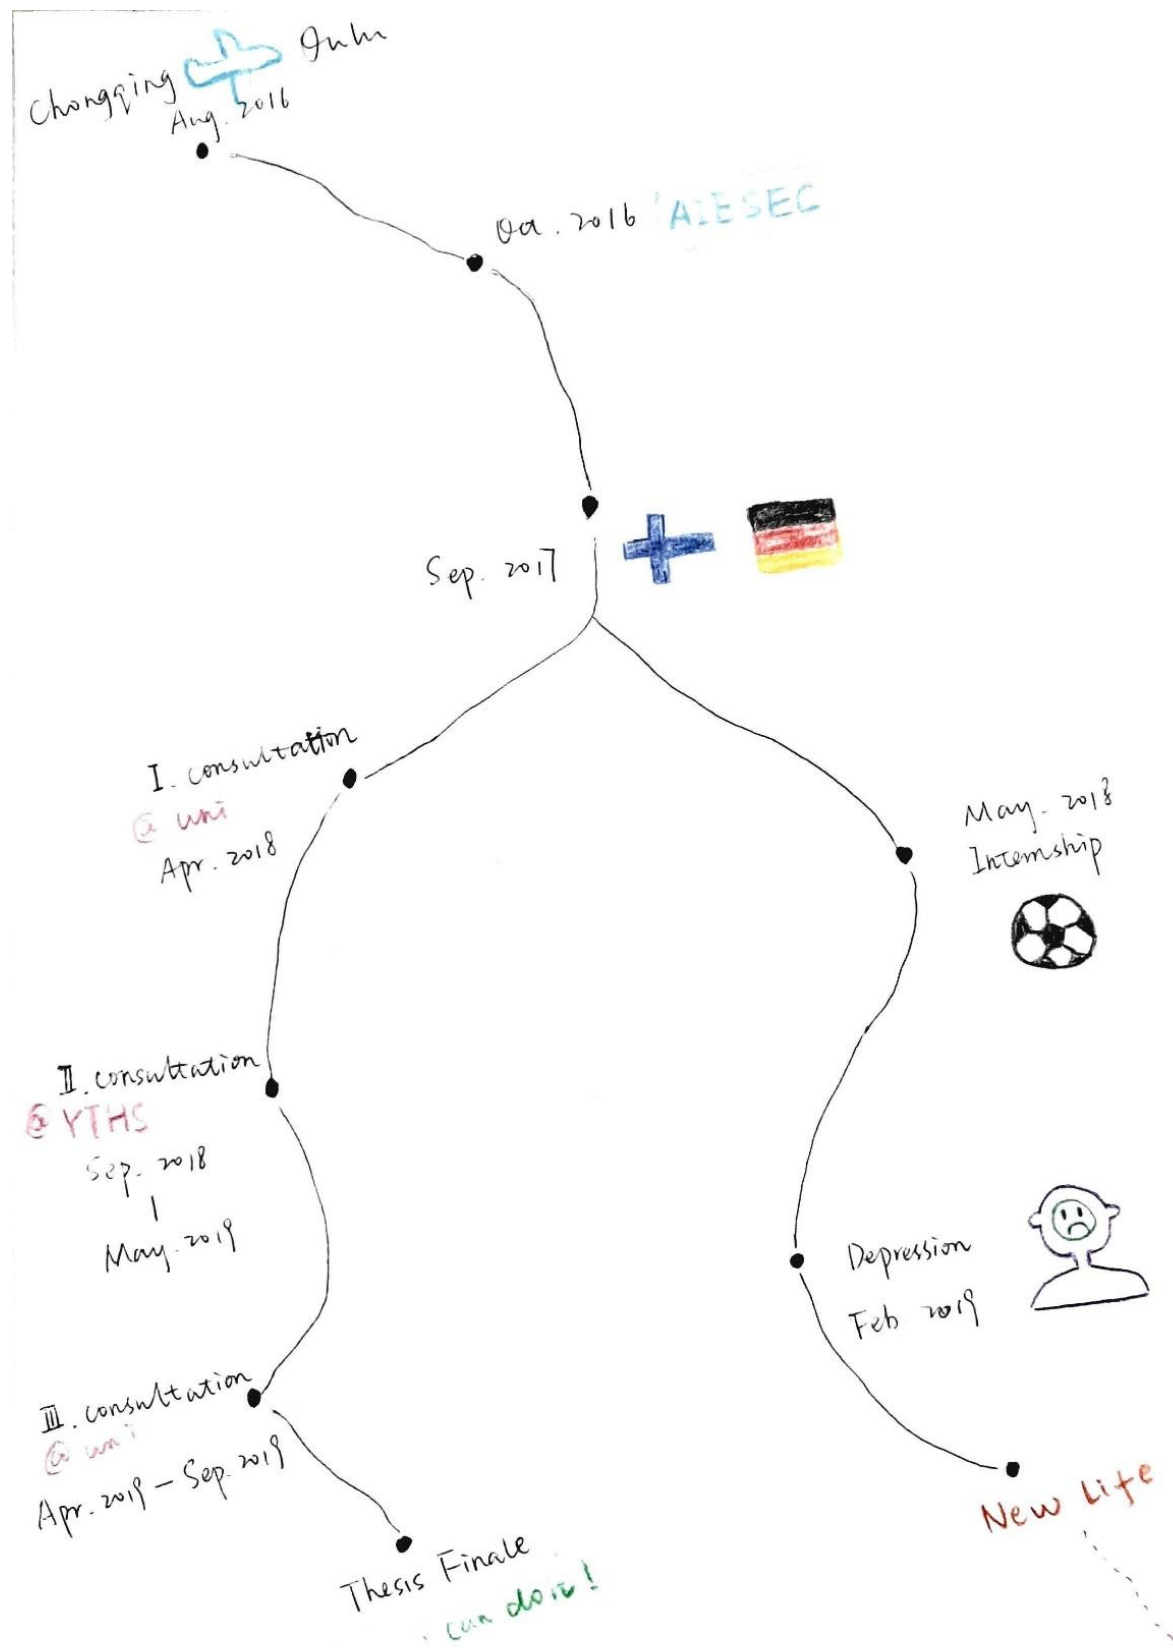 Chongqing Oulu
Aug. 2016
Oct. 2016 AIESEC
Sep. 2017
I. consultation
@ uni
Apr. 2018
May. 2018
Internship
II. consultation
@ YTHS
Sep. 2018
|
May. 2019
Depression
Feb 2019
III. consultation
@ uni
Apr. 2019 – Sep. 2019
New Life
Thesis Finale
can do it!